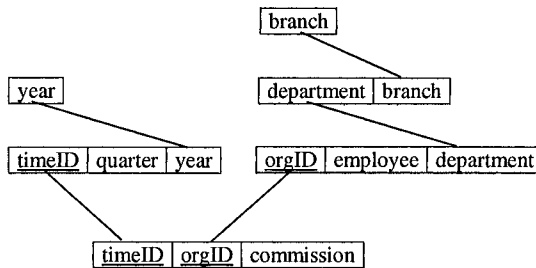 branch
year
department branch
timeID quarter year
orgID employee department
timeID orgID commission